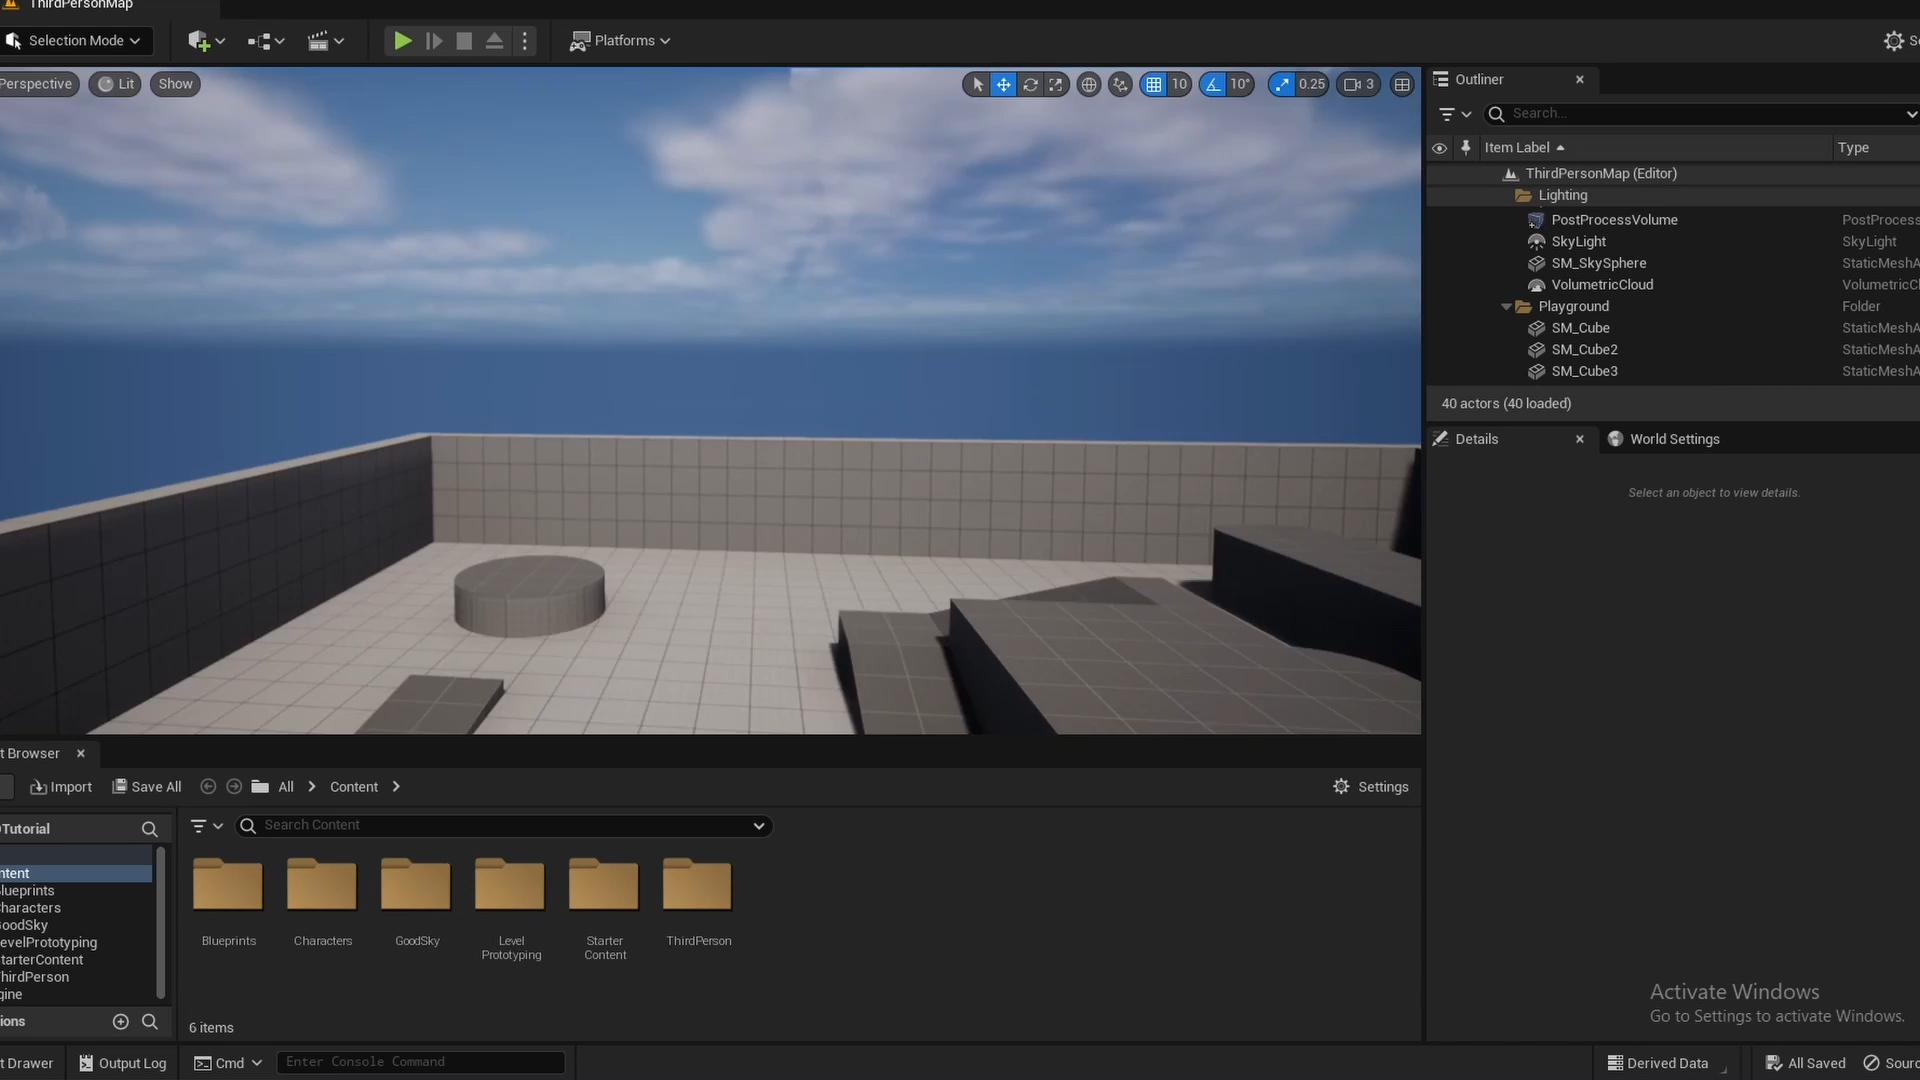 ThirdPersonMap
Selection Mode
Platforms
Perspective
Lit
Show
10
10°
0.25
3
Outliner
Search...
Item Label
Type
ThirdPersonMap (Editor)
Lighting
PostProcessVolume PostProcess
SkyLight SkyLight
SM_SkySphere StaticMeshA
VolumetricCloud VolumetricCl
Playground Folder
SM_Cube StaticMeshA
SM_Cube2 StaticMeshA
SM_Cube3 StaticMeshA
40 actors (40 loaded)
Details
World Settings
Select an object to view details.
t Browser
Import
Save All
All
Content
Settings
Tutorial
Search Content
ntent
lueprints
haracters
oodSky
evelPrototyping
tarterContent
hirdPerson
gine
Blueprints
Characters
GoodSky
Level
Prototyping
Starter
Content
ThirdPerson
ions
6 items
Activate Windows
Go to Settings to activate Windows.
t Drawer
Output Log
Cmd
Enter Console Command
Derived Data
All Saved
Sourc